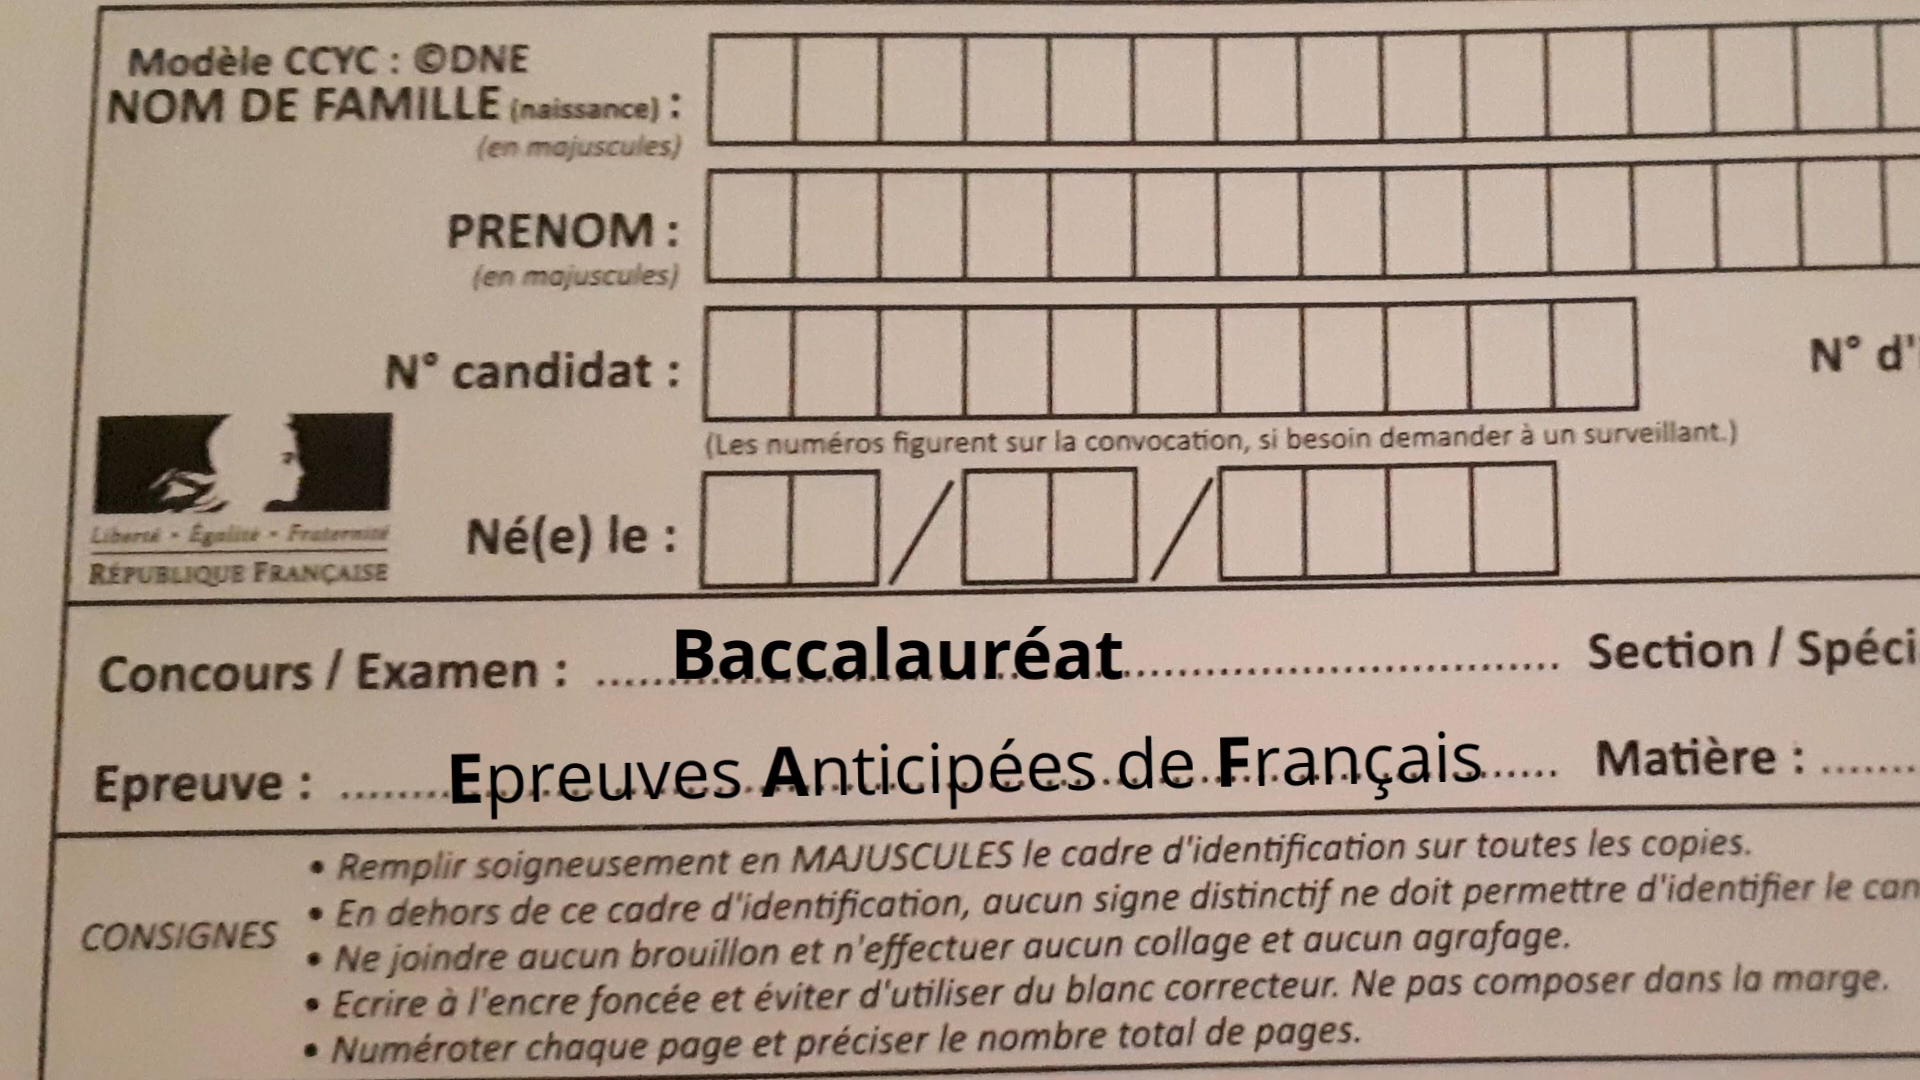 Modèle CCYC : ©DNE
NOM DE FAMILLE (naissance) :
(en majuscules)
PRENOM :
(en majuscules)
N° candidat :
N° d'
(Les numéros figurent sur la convocation, si besoin demander à un surveillant.)
Né(e) le : / /
Liberté • Égalité • Fraternité
RÉPUBLIQUE FRANÇAISE
Concours / Examen : Baccalauréat Section / Spéci
Epreuve : Epreuves Anticipées de Français Matière :
CONSIGNES
• Remplir soigneusement en MAJUSCULES le cadre d'identification sur toutes les copies.
• En dehors de ce cadre d'identification, aucun signe distinctif ne doit permettre d'identifier le can
• Ne joindre aucun brouillon et n'effectuer aucun collage et aucun agrafage.
• Ecrire à l'encre foncée et éviter d'utiliser du blanc correcteur. Ne pas composer dans la marge.
• Numéroter chaque page et préciser le nombre total de pages.